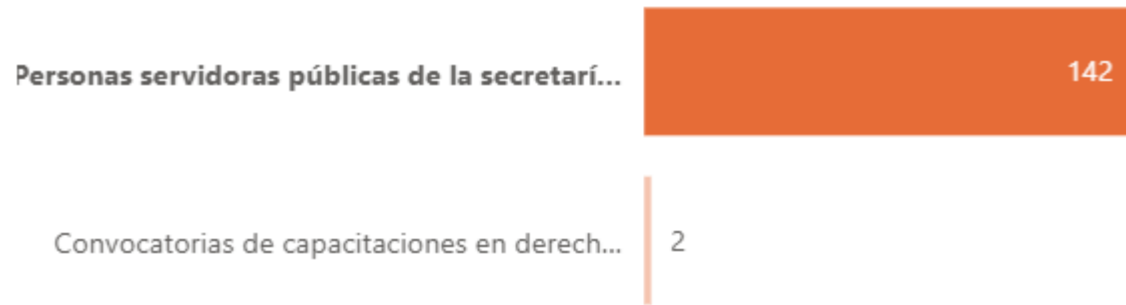 Personas servidoras públicas de la secretarí... 142
Convocatorias de capacitaciones en derech... 2